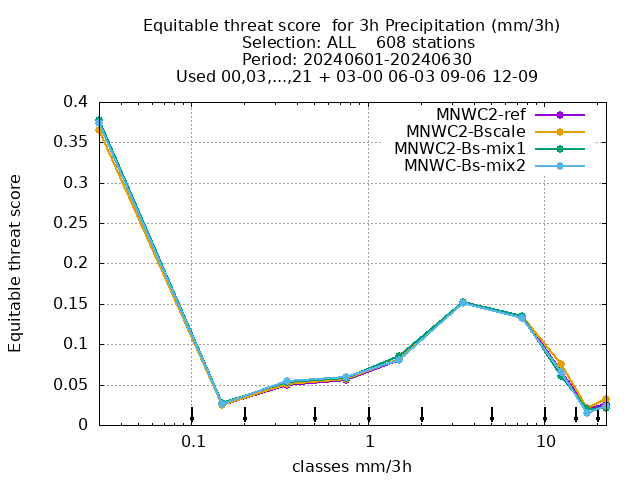 Equitable threat score  for 3h Precipitation (mm/3h)
Selection: ALL    608 stations
Period: 20240601-20240630
Used 00,03,...,21 + 03-00 06-03 09-06 12-09
MNWC2-ref
MNWC2-Bscale
MNWC2-Bs-mix1
MNWC-Bs-mix2
Equitable threat score
0.4
0.35
0.3
0.25
0.2
0.15
0.1
0.05
0
0.1
1
10
classes mm/3h